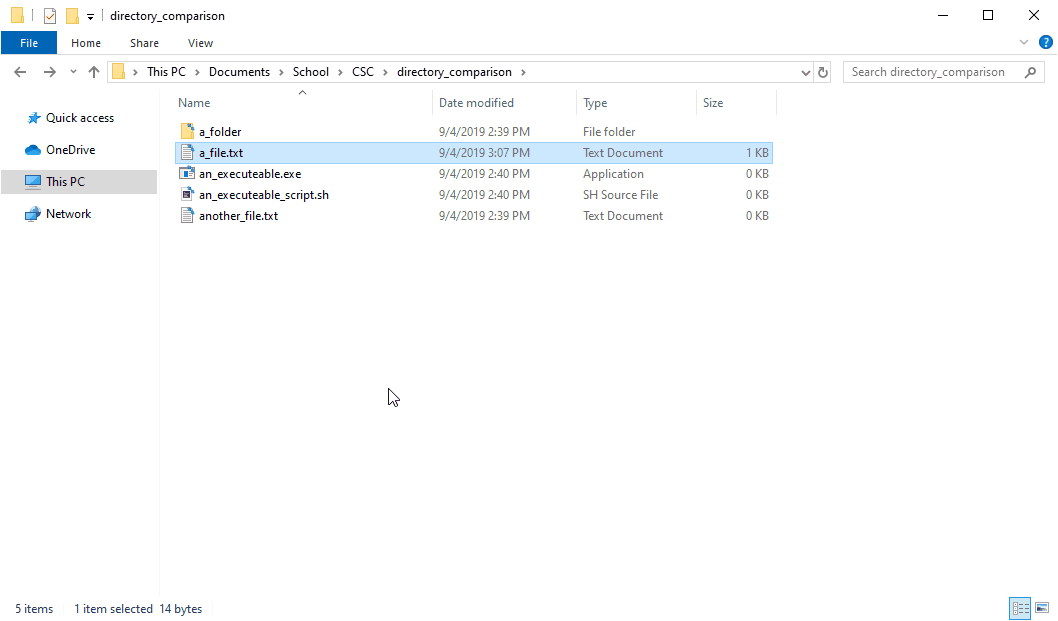 directory_comparison
File Home Share View ?
This PC Documents School CSC directory_comparison Search directory_comparison
Name Date modified Type Size
Quick access
OneDrive
This PC
Network
a_folder 9/4/2019 2:39 PM File folder
a_file.txt 9/4/2019 3:07 PM Text Document 1 KB
an_executeable.exe 9/4/2019 2:40 PM Application 0 KB
an_executeable_script.sh 9/4/2019 2:40 PM SH Source File 0 KB
another_file.txt 9/4/2019 2:39 PM Text Document 0 KB
5 items 1 item selected 14 bytes